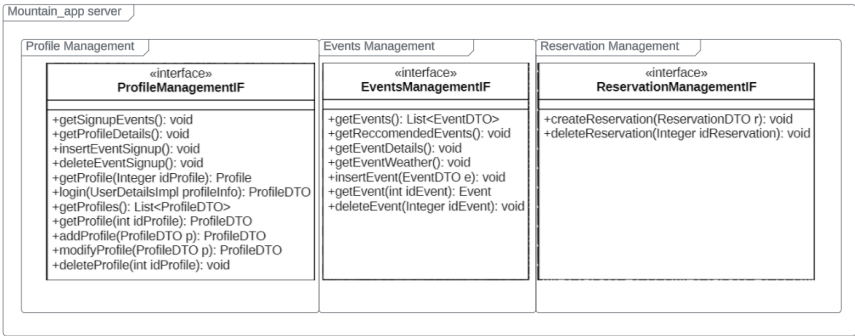 Mountain_app server
Profile Management
«interface»
ProfileManagementIF
+getSignupEvents(): void
+getProfileDetails(): void
+insertEventSignup(): void
+deleteEventSignup(): void
+getProfile(Integer idProfile): Profile
+login(UserDetailsImpl profileInfo): ProfileDTO
+getProfiles(): List<ProfileDTO>
+getProfile(int idProfile): ProfileDTO
+addProfile(ProfileDTO p): ProfileDTO
+modifyProfile(ProfileDTO p): ProfileDTO
+deleteProfile(int idProfile): void
Events Management
«interface»
EventsManagementIF
+getEvents(): List<EventDTO>
+getReccomendedEvents(): void
+getEventDetails(): void
+getEventWeather(): void
+insertEvent(EventDTO e): void
+getEvent(int idEvent): Event
+deleteEvent(Integer idEvent): void
Reservation Management
«interface»
ReservationManagementIF
+createReservation(ReservationDTO r): void
+deleteReservation(Integer idReservation): void